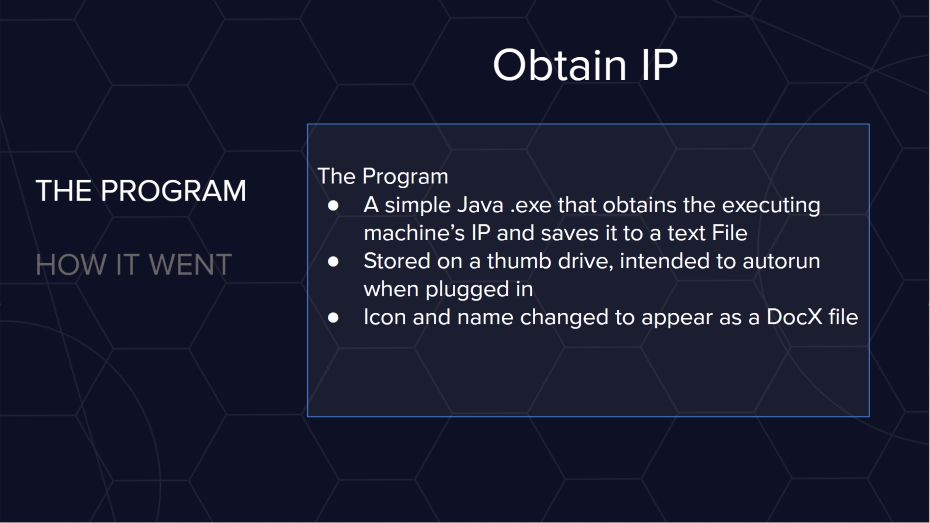 Obtain IP
THE PROGRAM
HOW IT WENT
The Program
● A simple Java .exe that obtains the executing
machine's IP and saves it to a text File
● Stored on a thumb drive, intended to autorun
when plugged in
● Icon and name changed to appear as a DocX file